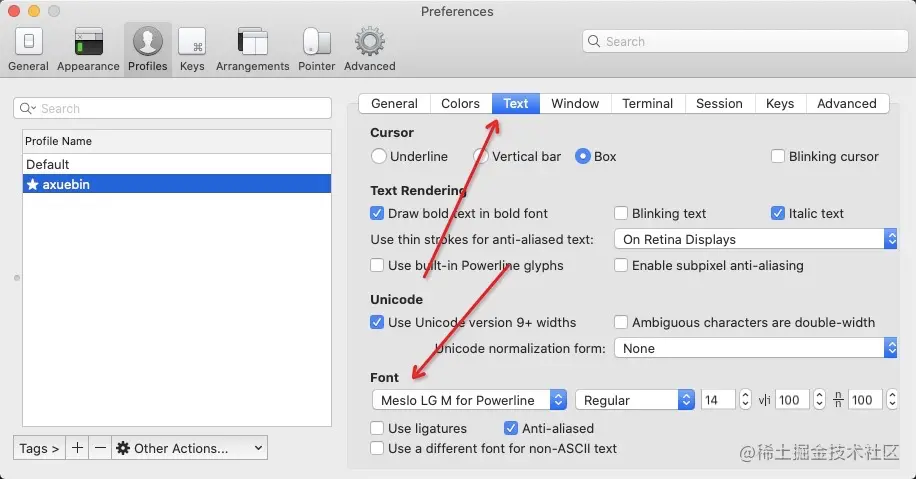 Preferences
General Appearance Profiles Keys Arrangements Pointer Advanced
Search
Search
Profile Name
Default
axuebin
Tags > + − Other Actions...
General Colors Text Window Terminal Session Keys Advanced
Cursor
Underline Vertical bar Box Blinking cursor
Text Rendering
Draw bold text in bold font Blinking text Italic text
Use thin strokes for anti-aliased text: On Retina Displays
Use built-in Powerline glyphs Enable subpixel anti-aliasing
Unicode
Use Unicode version 9+ widths Ambiguous characters are double-width
Unicode normalization form: None
Font
Meslo LG M for Powerline Regular 14 v|i 100 n/n 100
Use ligatures Anti-aliased
Use a different font for non-ASCII text
@稀土掘金技术社区